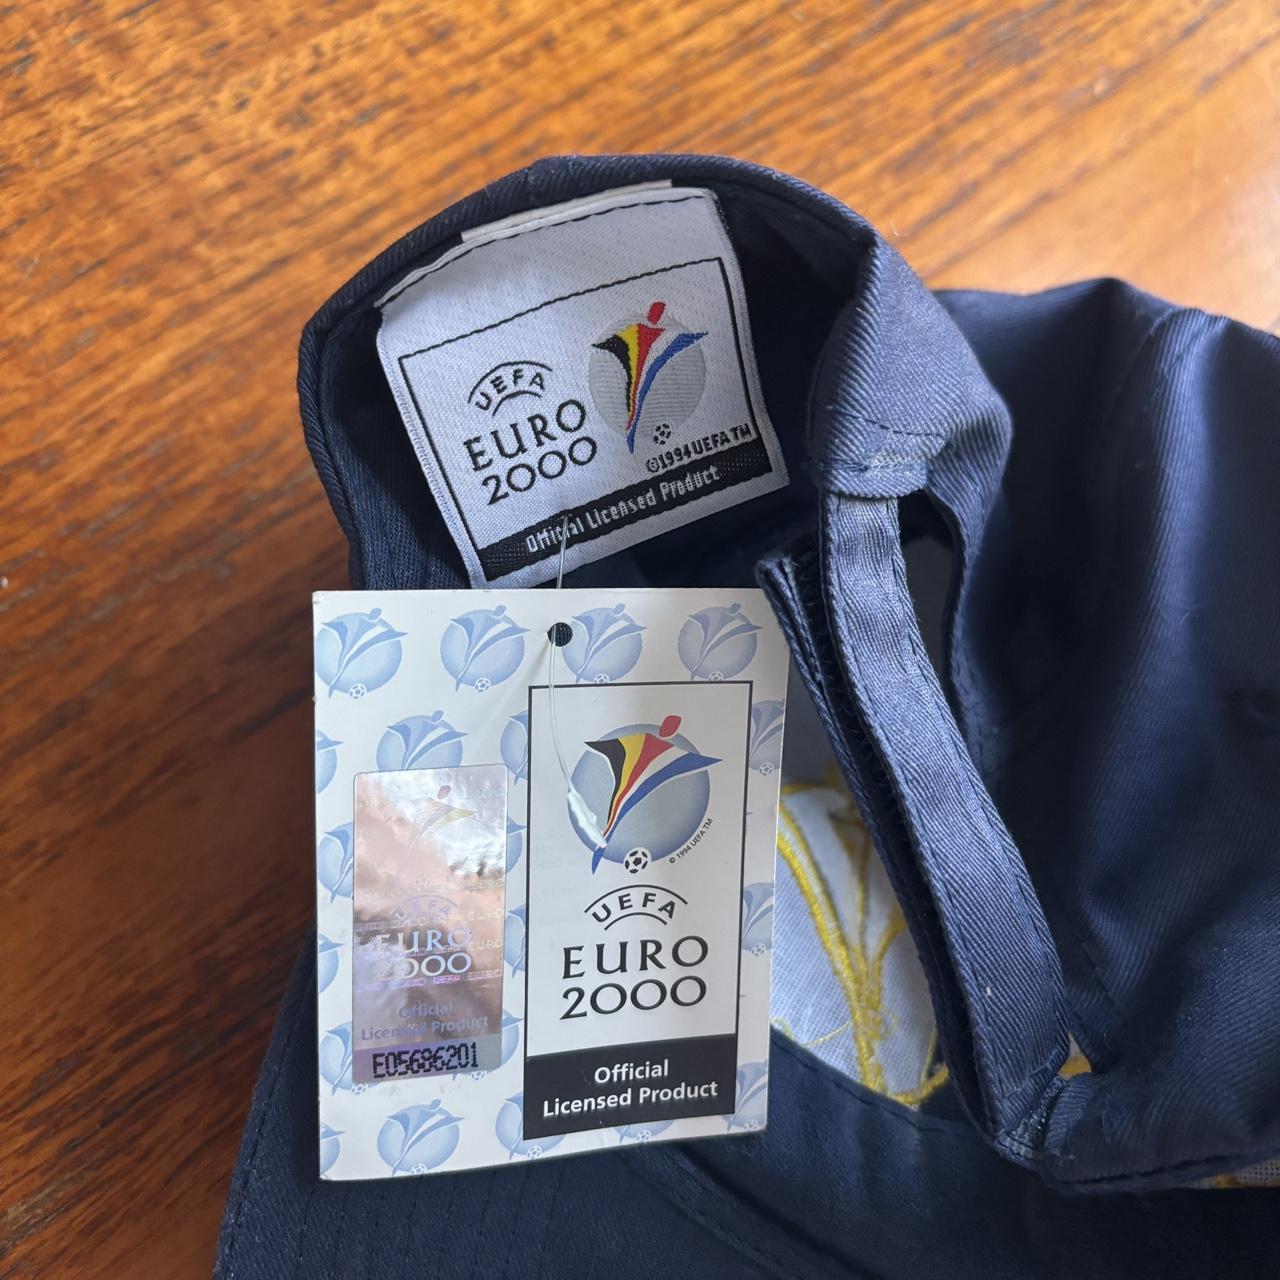 UEFA
EURO
2000
©1994 UEFA TM
Official Licensed Product
© 1994 UEFA TM
UEFA
EURO
2000
Official
Licensed Product
UEFA
EURO
2000
Official
Licensed Product
E05696201